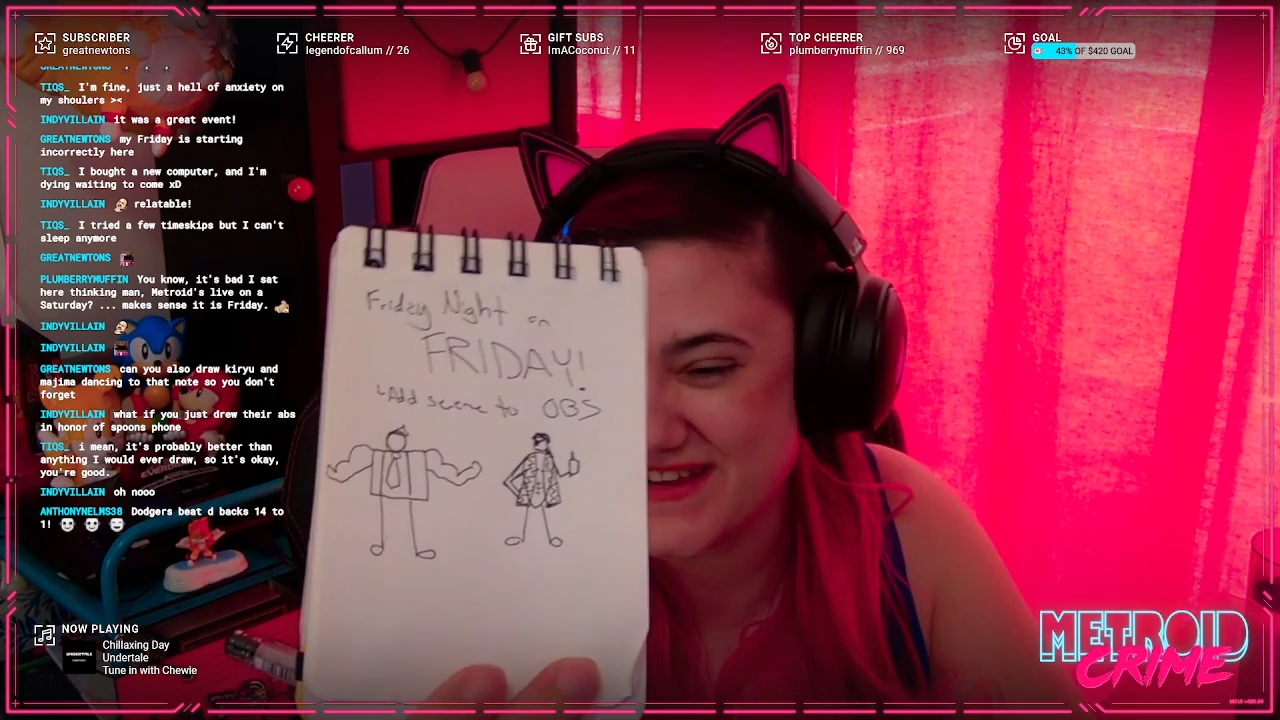 SUBSCRIBER
greatnewtons
CHEERER
legendofcallum // 26
GIFT SUBS
ImACoconut // 11
TOP CHEERER
plumberrymuffin // 969
GOAL
43% OF $420 GOAL
GREATNEWTONS
TIQS_ I'm fine, just a hell of anxiety on
my shoulers ><
INDYVILLAIN it was a great event!
GREATNEWTONS my Friday is starting
incorrectly here
TIQS_ I bought a new computer, and I'm
dying waiting to come xD
INDYVILLAIN relatable!
TIQS_ I tried a few timeskips but I can't
sleep anymore
GREATNEWTONS
PLUMBERRYMUFFIN You know, it's bad I sat
here thinking man, Metroid's live on a
Saturday? ... makes sense it is Friday.
INDYVILLAIN
INDYVILLAIN
GREATNEWTONS can you also draw kiryu and
majima dancing to that note so you don't
forget
INDYVILLAIN what if you just drew their abs
in honor of spoons phone
TIQS_ i mean, it's probably better than
anything I would ever draw, so it's okay,
you're good.
INDYVILLAIN oh nooo
ANTHONYNELMS38 Dodgers beat d backs 14 to
1!
Friday Night on
FRIDAY!
Add scene to OBS
NOW PLAYING
Chillaxing Day
Undertale
Tune in with Chewie
METROID
CRIME